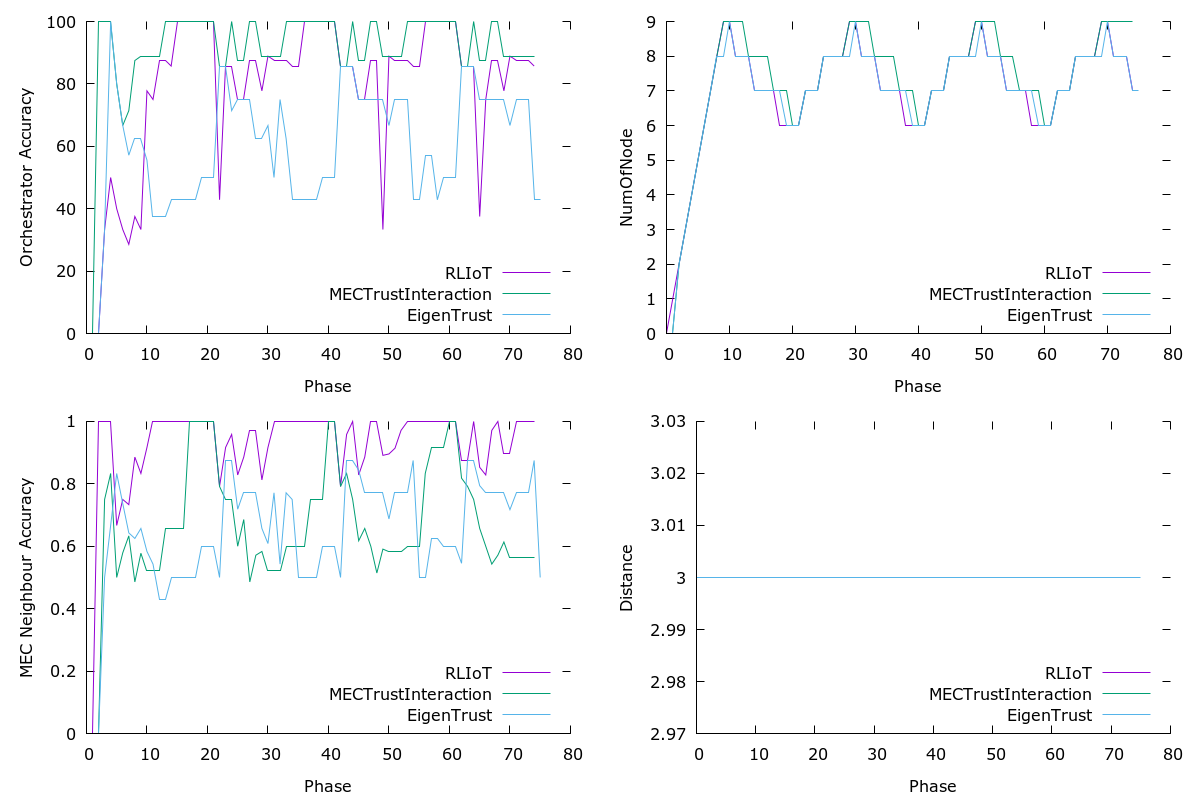 100
80
60
40
20
0
Orchestrator Accuracy
RLIoT
MECTrustInteraction
EigenTrust
0 10 20 30 40 50 60 70 80
Phase
9
8
7
6
5
4
3
2
1
0
NumOfNode
RLIoT
MECTrustInteraction
EigenTrust
0 10 20 30 40 50 60 70 80
Phase
1
0.8
0.6
0.4
0.2
0
MEC Neighbour Accuracy
RLIoT
MECTrustInteraction
EigenTrust
0 10 20 30 40 50 60 70 80
Phase
3.03
3.02
3.01
3
2.99
2.98
2.97
Distance
RLIoT
MECTrustInteraction
EigenTrust
0 10 20 30 40 50 60 70 80
Phase